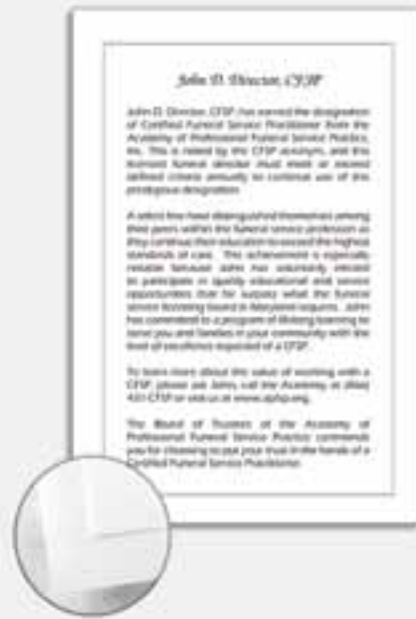 John D. Director, CFSP
John D. Director, CFSP, has earned the designation
of Certified Funeral Service Practitioner from the
Academy of Professional Funeral Service Practice,
Inc. This is noted by the CFSP acronym, and this
licensed funeral director must meet or exceed
defined criteria annually to continue use of this
prestigious designation.
A select few have distinguished themselves among
their peers within the funeral service profession as
they continue their education to exceed the highest
standards of care. This achievement is especially
notable because John has voluntarily elected
to participate in quality educational and service
opportunities that far surpass what the funeral
service licensing board in Maryland requires. John
has committed to a program of lifelong learning to
serve you and families in your community with the
level of excellence expected of a CFSP.
To learn more about the value of working with a
CFSP, please ask John, call the Academy at
or visit us at www.apfsp.org.
The Board of Trustees of the Academy of
Professional Funeral Service Practice commends
you for choosing to put your trust in the hands of a
Certified Funeral Service Practitioner.